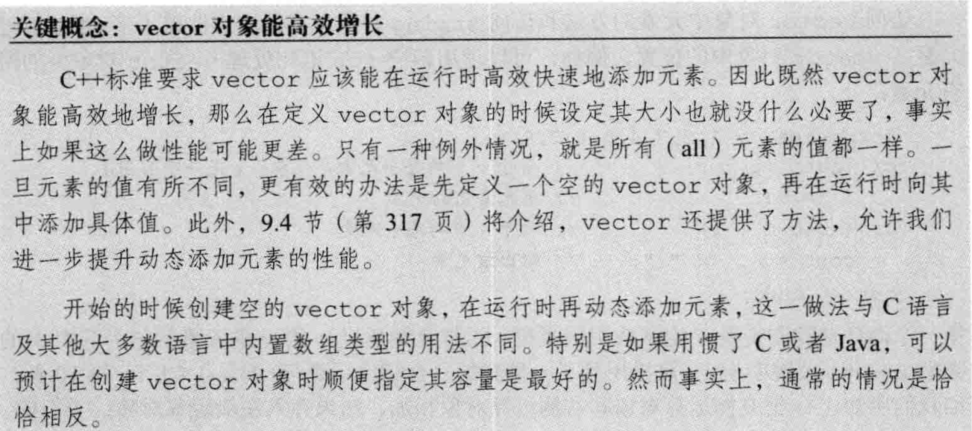 关键概念：vector 对象能高效增长
C++标准要求 vector 应该能在运行时高效快速地添加元素。因此既然 vector 对
象能高效地增长，那么在定义 vector 对象的时候设定其大小也就没什么必要了，事实
上如果这么做性能可能更差。只有一种例外情况，就是所有（all）元素的值都一样。一
旦元素的值有所不同，更有效的办法是先定义一个空的 vector 对象，再在运行时向其
中添加具体值。此外，9.4 节（第 317 页）将介绍，vector 还提供了方法，允许我们
进一步提升动态添加元素的性能。
开始的时候创建空的 vector 对象，在运行时再动态添加元素，这一做法与 C 语言
及其他大多数语言中内置数组类型的用法不同。特别是如果用惯了 C 或者 Java，可以
预计在创建 vector 对象时顺便指定其容量是最好的。然而事实上，通常的情况是恰
恰相反。